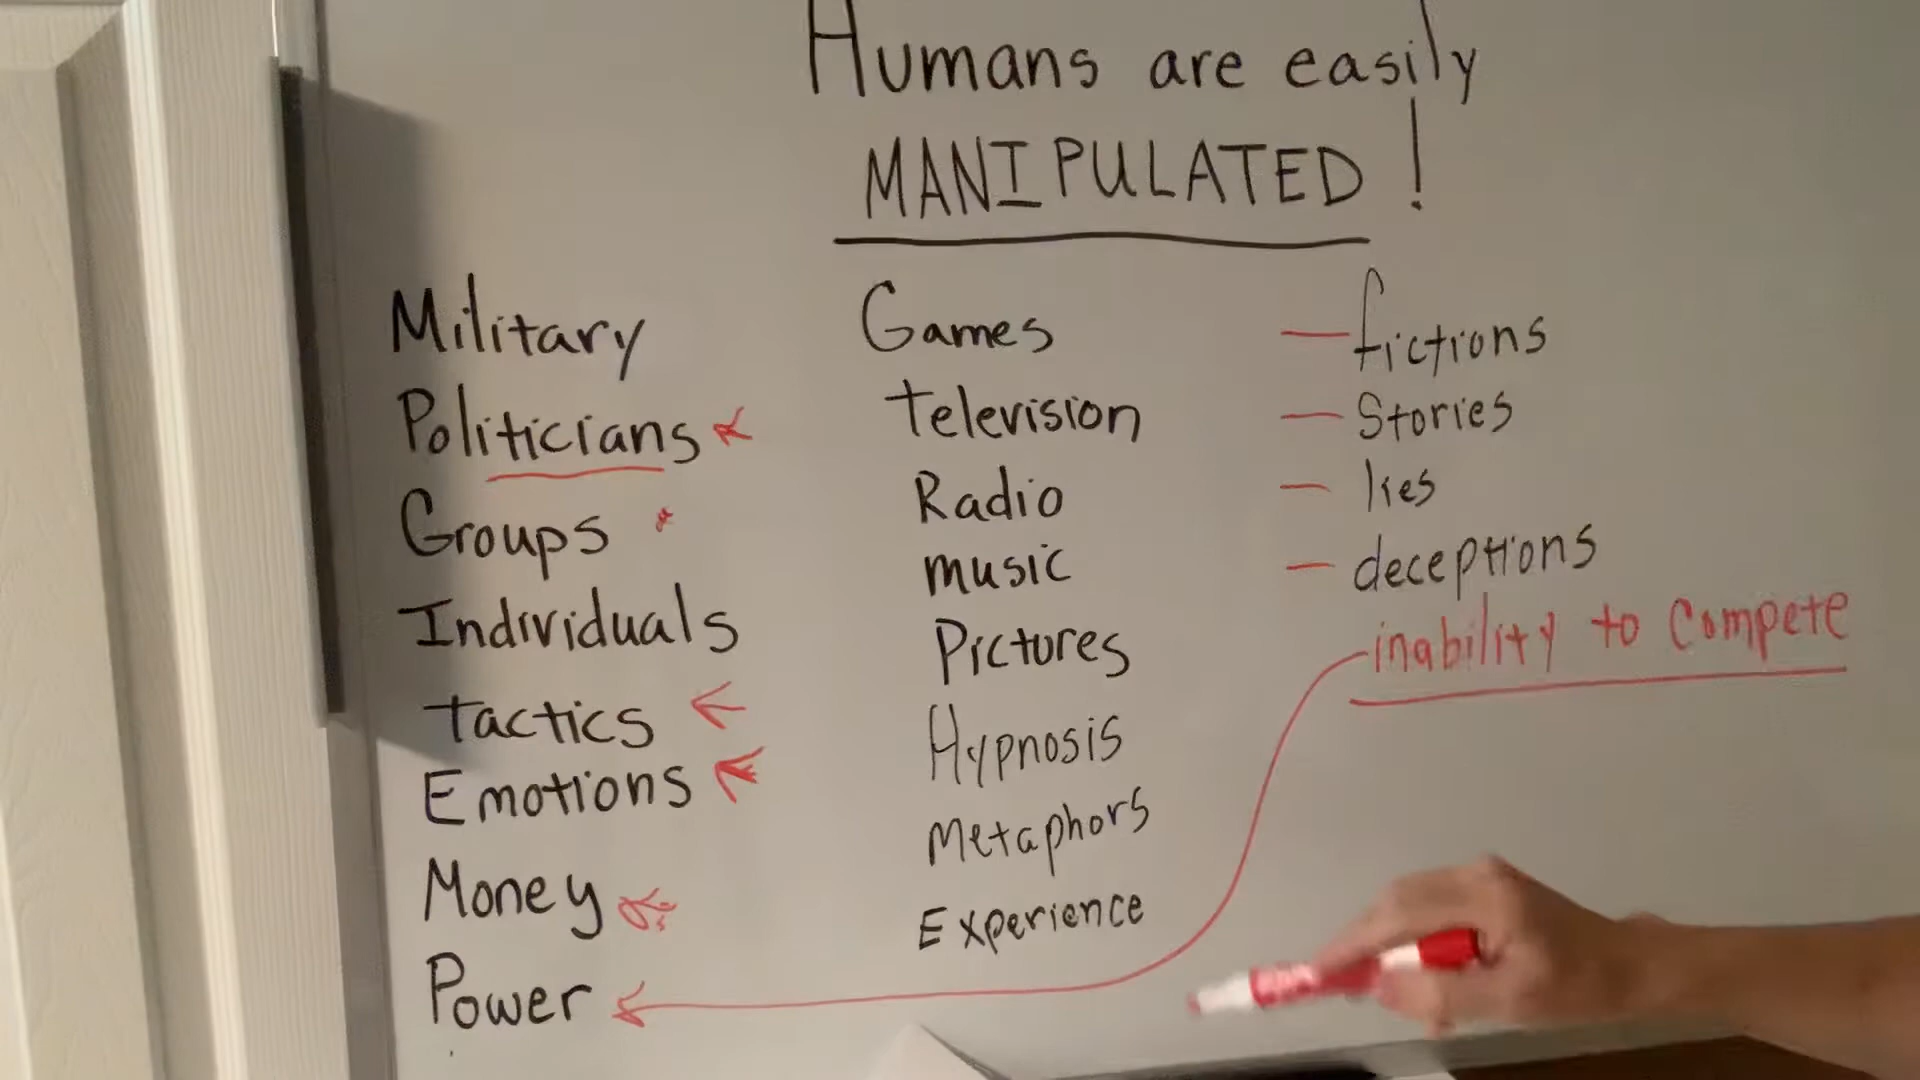 Humans are easily
MANIPULATED!
Military
Politicians
Groups
Individuals
tactics
Emotions
Money
Power
Games
television
Radio
music
Pictures
Hypnosis
Metaphors
Experience
- fictions
- Stories
- lies
- deceptions
inability to compete